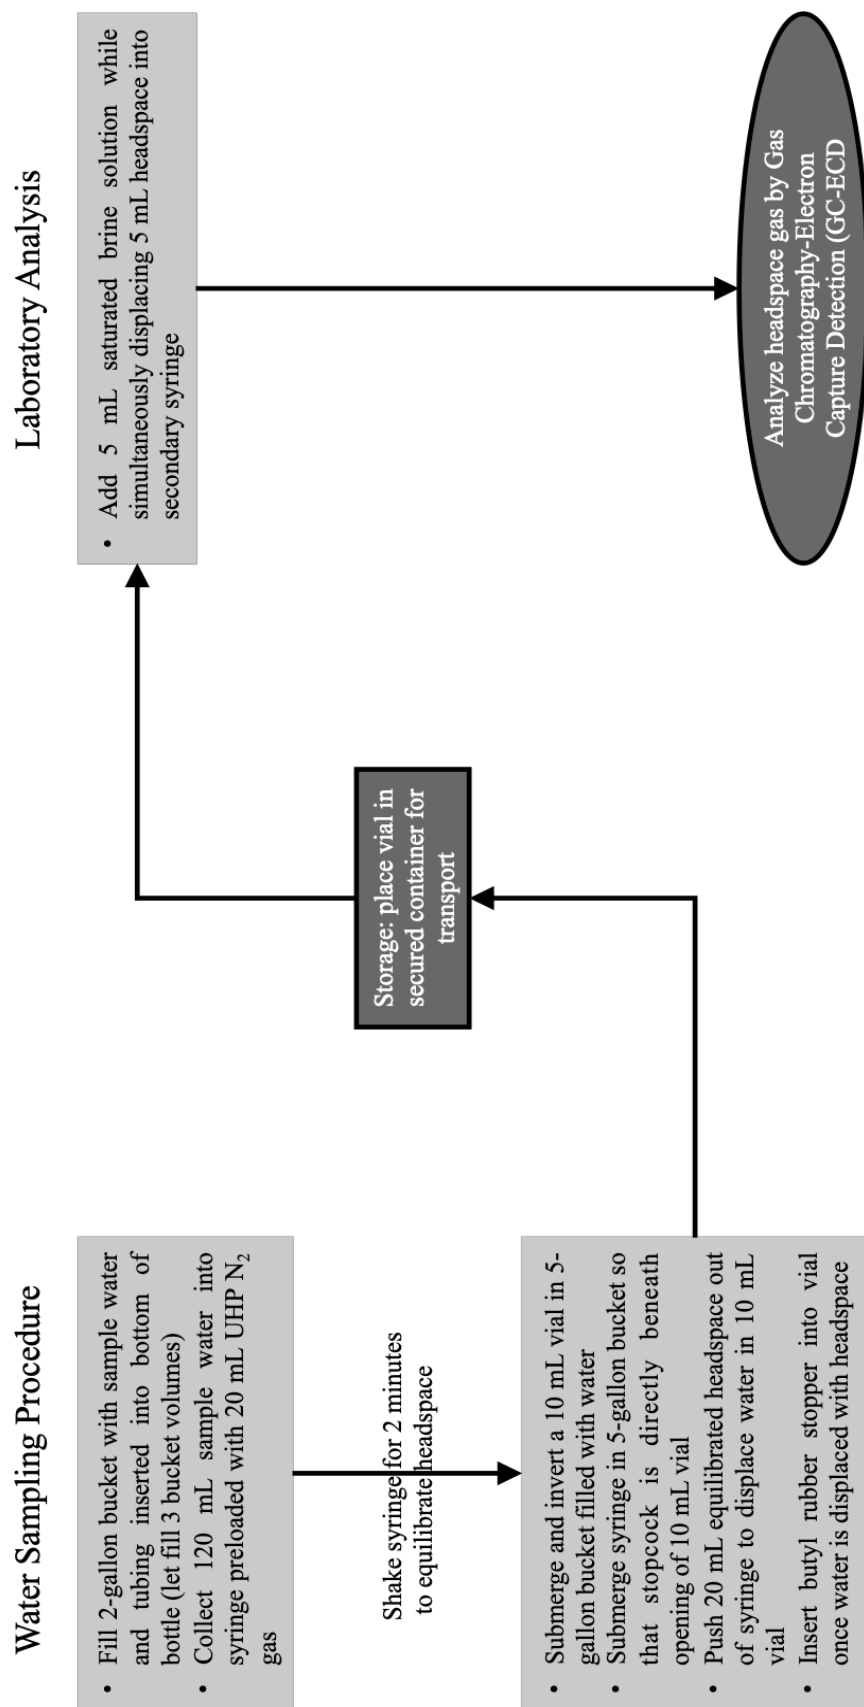 Water Sampling Procedure
• Fill 2-gallon bucket with sample water
and tubing inserted into bottom of
bottle (let fill 3 bucket volumes)
• Collect 120 mL sample water into
syringe preloaded with 20 mL UHP N₂
gas
Shake syringe for 2 minutes
to equilibrate headspace
• Submerge and invert a 10 mL vial in 5-
gallon bucket filled with water
• Submerge syringe in 5-gallon bucket so
that stopcock is directly beneath
opening of 10 mL vial
• Push 20 mL equilibrated headspace out
of syringe to displace water in 10 mL
vial
• Insert butyl rubber stopper into vial
once water is displaced with headspace
Storage: place vial in
secured container for
transport
Laboratory Analysis
• Add 5 mL saturated brine solution while
simultaneously displacing 5 mL headspace into
secondary syringe
Analyze headspace gas by Gas
Chromatography-Electron
Capture Detection (GC-ECD